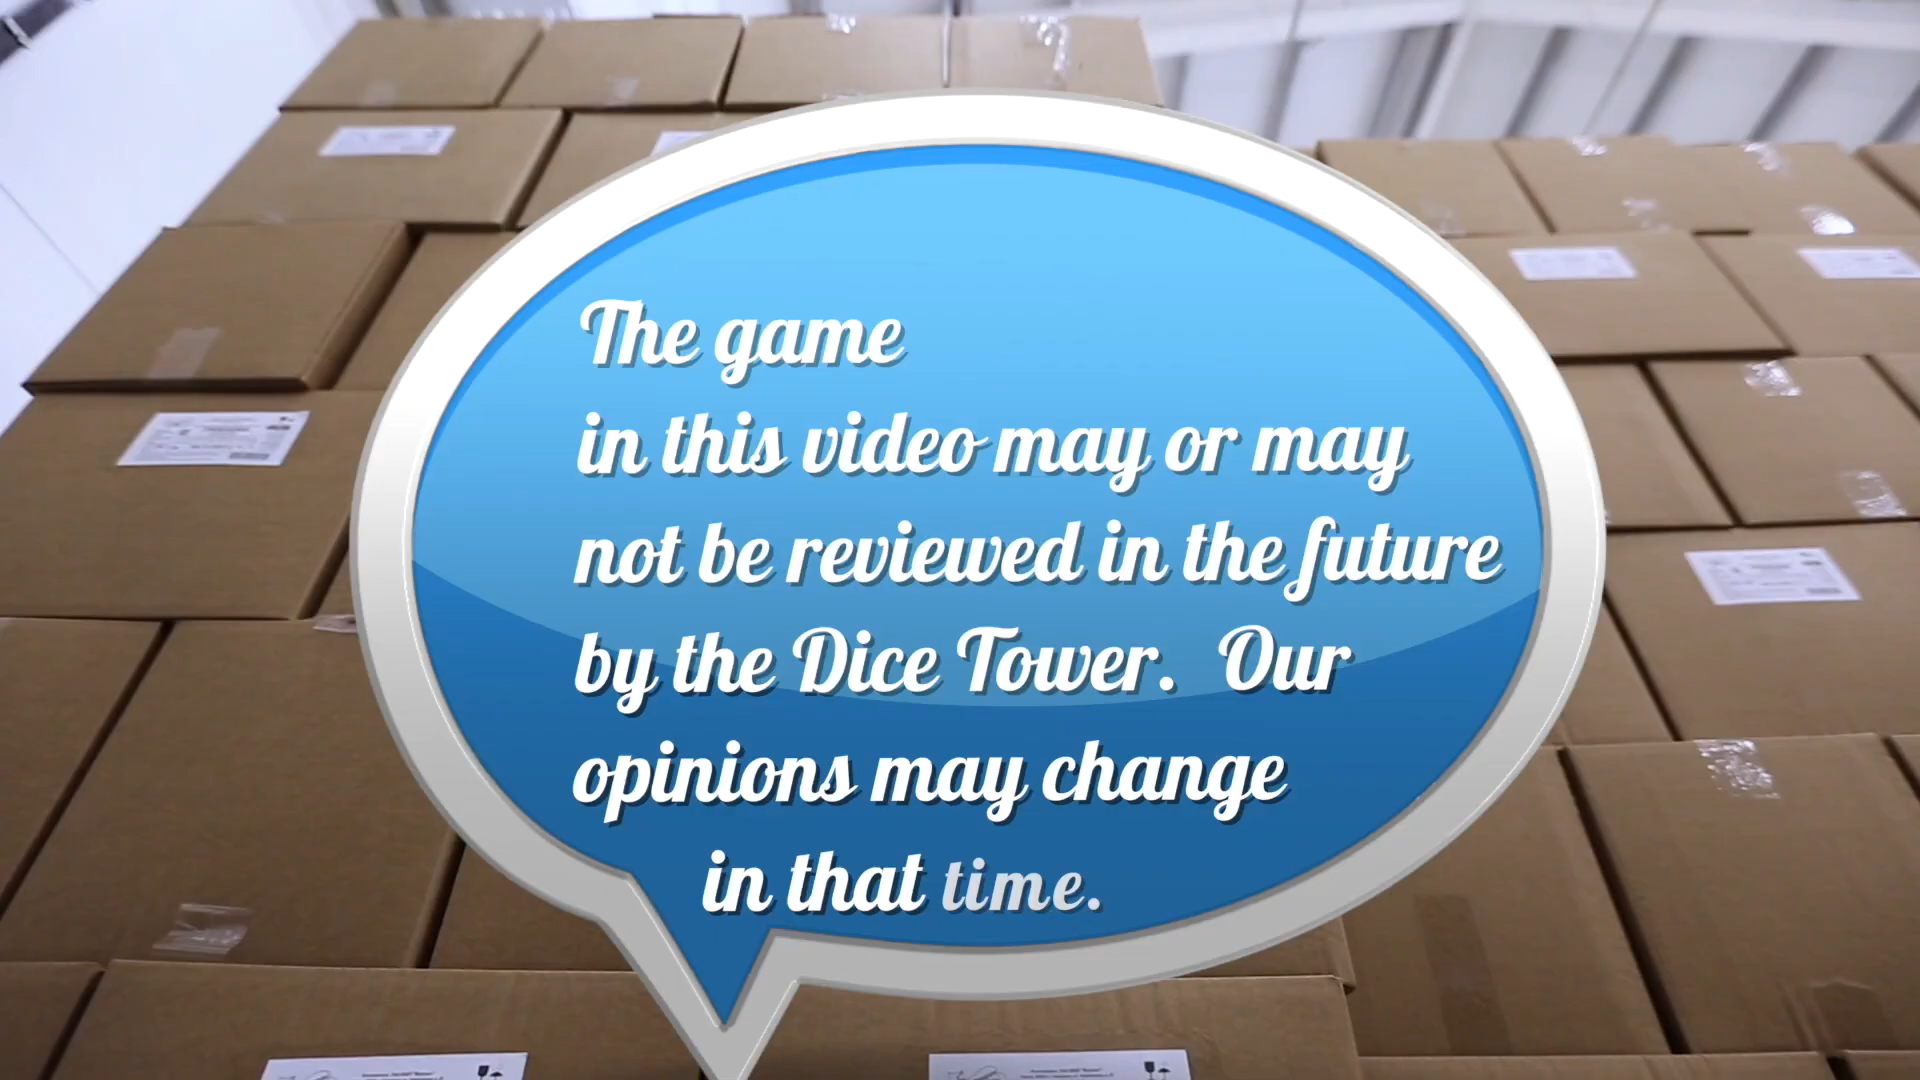 The game
in this video may or may
not be reviewed in the future
by the Dice Tower. Our
opinions may change
in that time.